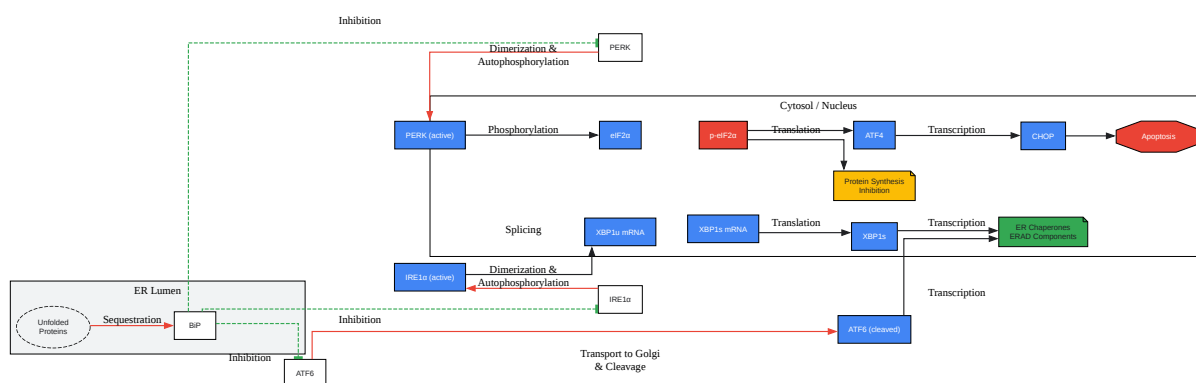 Inhibition
PERK
Dimerization &
Autophosphorylation
Cytosol / Nucleus
PERK (active)
Phosphorylation
eIF2α
p-eIF2α
Translation
ATF4
Transcription
CHOP
Apoptosis
Protein Synthesis
Inhibition
Splicing
XBP1u mRNA
XBP1s mRNA
Translation
XBP1s
Transcription
ER Chaperones
ERAD Components
IRE1α (active)
Dimerization &
Autophosphorylation
IRE1α
Transcription
ER Lumen
Unfolded
Proteins
Sequestration
BiP
Inhibition
ATF6 (cleaved)
Inhibition
ATF6
Transport to Golgi
& Cleavage